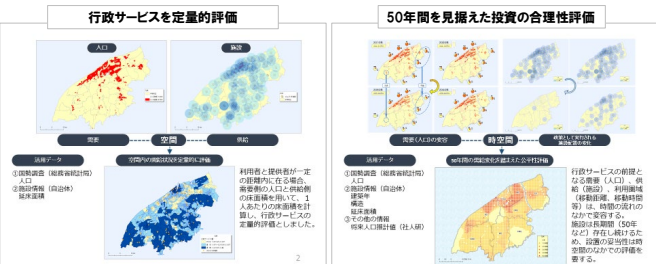 行政サービスを定量的評価
人口
施設
需要
空間
供給
活用データ
空間内の需給状況を定量的に評価
①国勢調査（総務省統計局）
人口
②施設情報（自治体）
延床面積
利用者と提供者が一定
の距離内に在る場合、
需要側の人口と供給側
の床面積を用いて、1
人あたりの床面積を計
算し、行政サービスの
定量的評価としました。
2
50年間を見据えた投資の合理性評価
需要（人口）の変容
時空間
政策として変化される
施設配置の変化
活用データ
50年間の需給変化を踏まえた公平性評価
①国勢調査（総務省統計局）
人口
②施設情報（自治体）
建築年
構造
延床面積
③その他の情報
将来人口推計値（社人研）
行政サービスの前提と
なる需要（人口）、供
給（施設）、利用圏域
（移動距離、移動時間
等）は、時間の流れの
なかで変容する。
施設は長期間（50年
など）存在し続けるた
め、設置の妥当性は時
空間のなかでの評価を
要する。